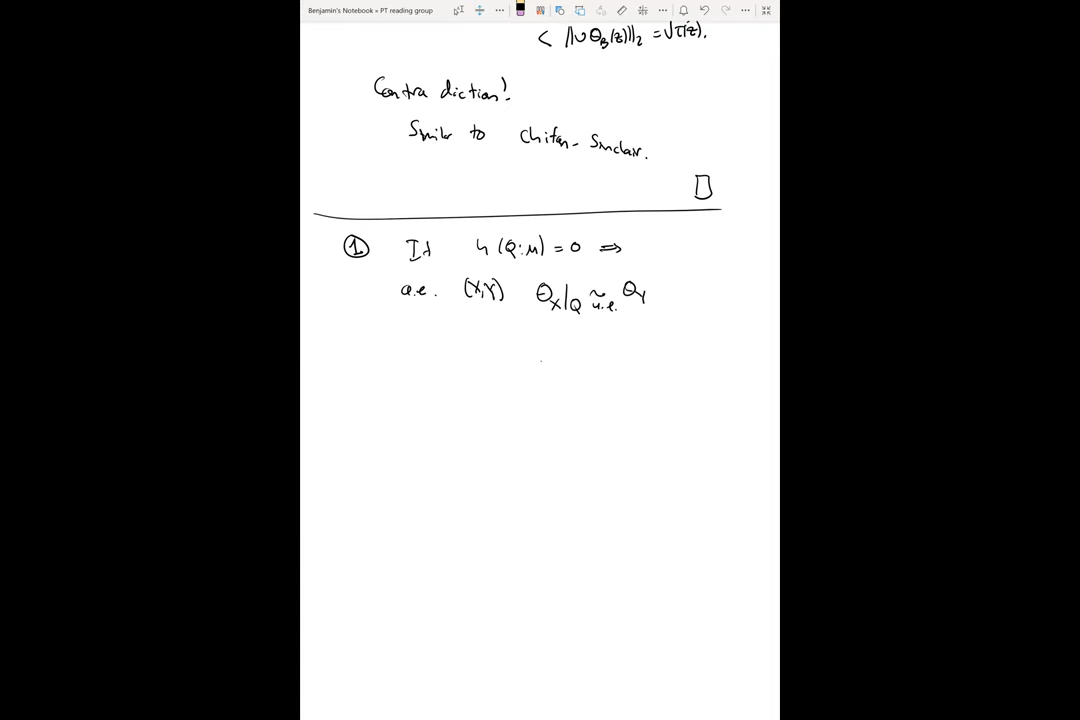 Benjamin's Notebook » PT reading group
< ||υ Θ_B(z)||_2 = √τ(z).
Contradiction!
Similar to Chifan-Sinclair.
① If h(Q:μ) = 0 ⇒
a.e. (X,Y) Θ_X|_Q ≈_{u.e.} Θ_Y